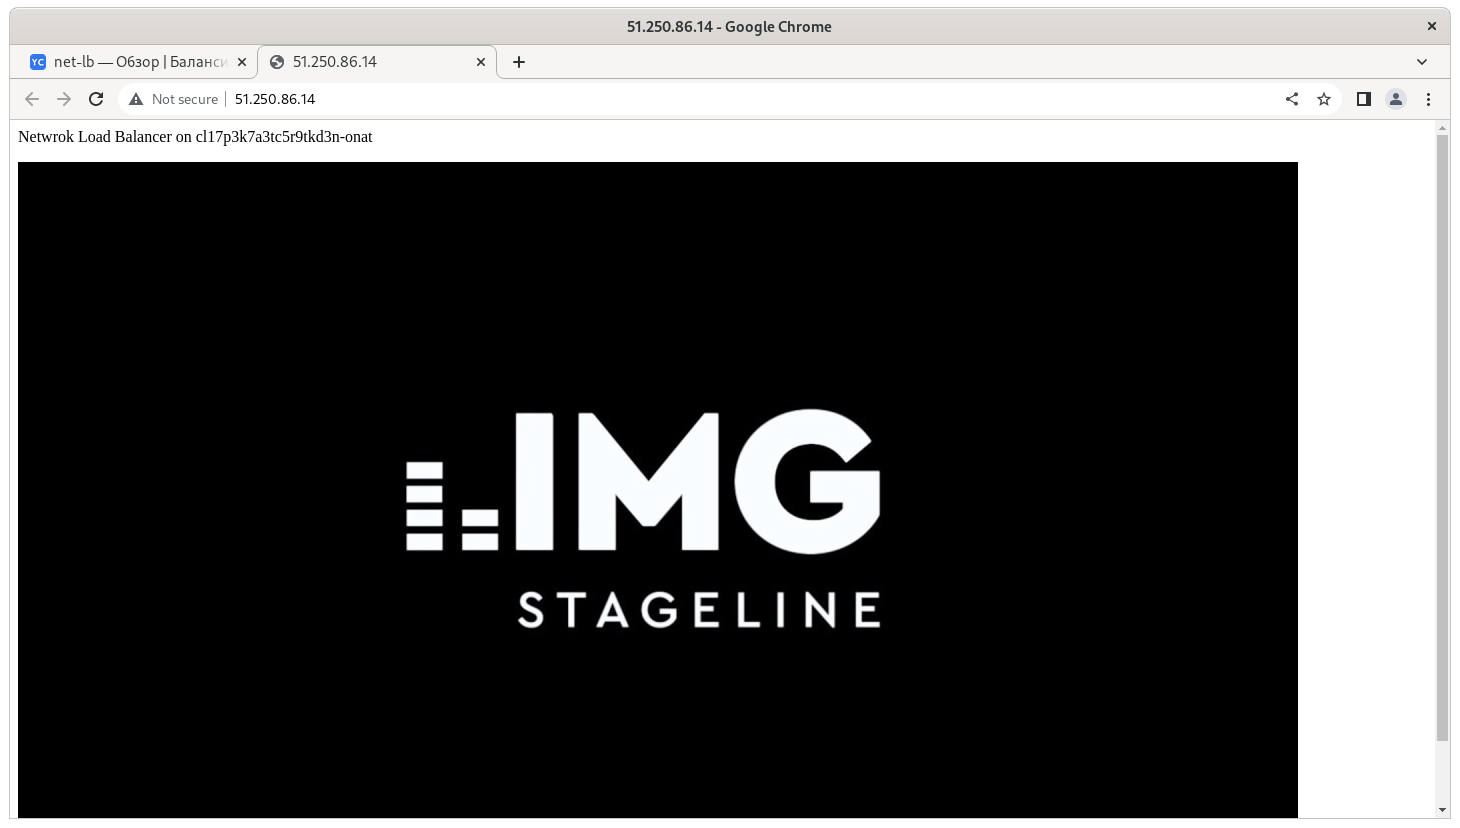 51.250.86.14 - Google Chrome
net-lb — Обзор | Баланси
51.250.86.14
Not secure
51.250.86.14
Netwrok Load Balancer on cl17p3k7a3tc5r9tkd3n-onat
IMG
STAGELINE